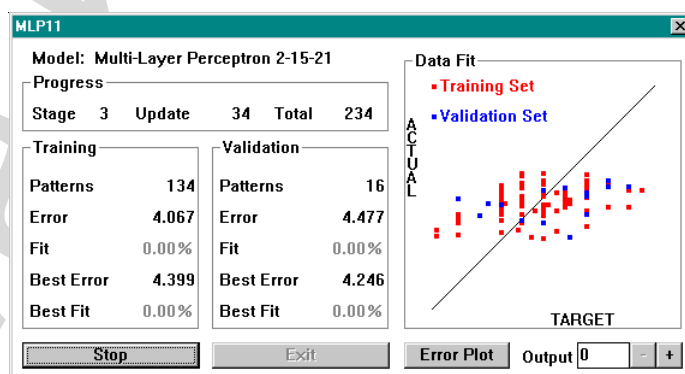 MLP11
Model: Multi-Layer Perceptron 2-15-21
Progress
Stage 3 Update 34 Total 234
Training
Patterns 134
Error 4.067
Fit 0.00%
Best Error 4.399
Best Fit 0.00%
Validation
Patterns 16
Error 4.477
Fit 0.00%
Best Error 4.246
Best Fit 0.00%
Data Fit
Training Set
Validation Set
ACTUAL
TARGET
Stop
Exit
Error Plot
Output 0 - +